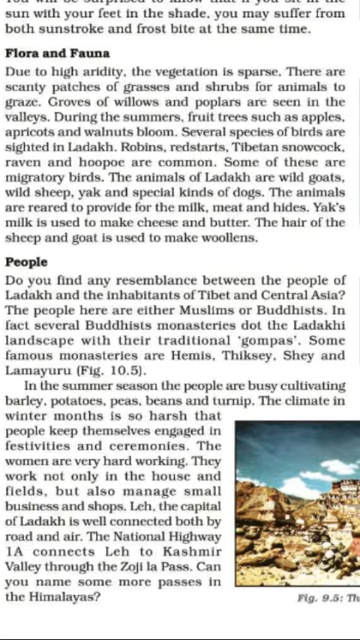 sun with your feet in the shade, you may suffer from
both sunstroke and frost bite at the same time.
Flora and Fauna
Due to high aridity, the vegetation is sparse. There are
scanty patches of grasses and shrubs for animals to
graze. Groves of willows and poplars are seen in the
valleys. During the summers, fruit trees such as apples,
apricots and walnuts bloom. Several species of birds are
sighted in Ladakh. Robins, redstarts, Tibetan snowcock,
raven and hoopoe are common. Some of these are
migratory birds. The animals of Ladakh are wild goats,
wild sheep, yak and special kinds of dogs. The animals
are reared to provide for the milk, meat and hides. Yak's
milk is used to make cheese and butter. The hair of the
sheep and goat is used to make woollens.
People
Do you find any resemblance between the people of
Ladakh and the inhabitants of Tibet and Central Asia?
The people here are either Muslims or Buddhists. In
fact several Buddhists monasteries dot the Ladakhi
landscape with their traditional 'gompas'. Some
famous monasteries are Hemis, Thiksey, Shey and
Lamayuru (Fig. 10.5).
In the summer season the people are busy cultivating
barley, potatoes, peas, beans and turnip. The climate in
winter months is so harsh that
people keep themselves engaged in
festivities and ceremonies. The
women are very hard working. They
work not only in the house and
fields, but also manage small
business and shops. Leh, the capital
of Ladakh is well connected both by
road and air. The National Highway
1A connects Leh to Kashmir
Valley through the Zoji la Pass. Can
you name some more passes in
the Himalayas?
Fig. 9.5: